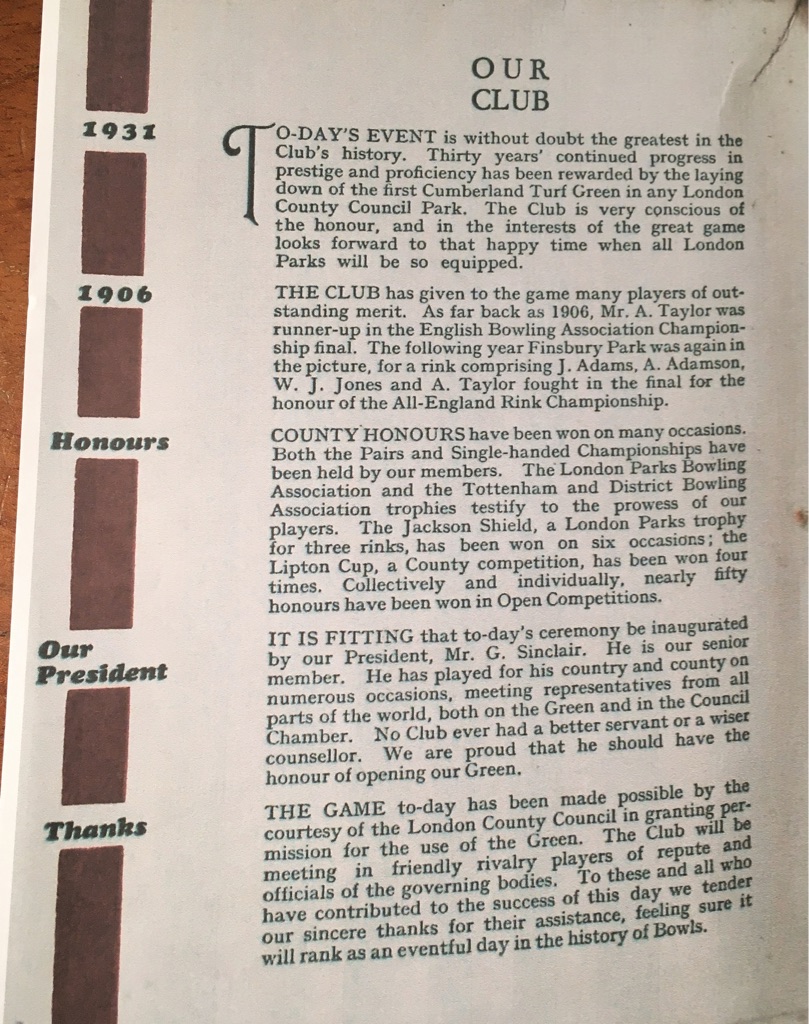 OUR
CLUB
1931
TO-DAY'S EVENT is without doubt the greatest in the
Club's history. Thirty years' continued progress in
prestige and proficiency has been rewarded by the laying
down of the first Cumberland Turf Green in any London
County Council Park. The Club is very conscious of
the honour, and in the interests of the great game
looks forward to that happy time when all London
Parks will be so equipped.
1906
THE CLUB has given to the game many players of out-
standing merit. As far back as 1906, Mr. A. Taylor was
runner-up in the English Bowling Association Champion-
ship final. The following year Finsbury Park was again in
the picture, for a rink comprising J. Adams, A. Adamson,
W. J. Jones and A. Taylor fought in the final for the
honour of the All-England Rink Championship.
Honours
COUNTY HONOURS have been won on many occasions.
Both the Pairs and Single-handed Championships have
been held by our members. The London Parks Bowling
Association and the Tottenham and District Bowling
Association trophies testify to the prowess of our
players. The Jackson Shield, a London Parks trophy
for three rinks, has been won on six occasions; the
Lipton Cup, a County competition, has been won four
times. Collectively and individually, nearly fifty
honours have been won in Open Competitions.
Our
President
IT IS FITTING that to-day's ceremony be inaugurated
by our President, Mr. G. Sinclair. He is our senior
member. He has played for his country and county on
numerous occasions, meeting representatives from all
parts of the world, both on the Green and in the Council
Chamber. No Club ever had a better servant or a wiser
counsellor. We are proud that he should have the
honour of opening our Green.
Thanks
THE GAME to-day has been made possible by the
courtesy of the London County Council in granting per-
mission for the use of the Green. The Club will be
meeting in friendly rivalry players of repute and
officials of the governing bodies. To these and all who
have contributed to the success of this day we tender
our sincere thanks for their assistance, feeling sure it
will rank as an eventful day in the history of Bowls.